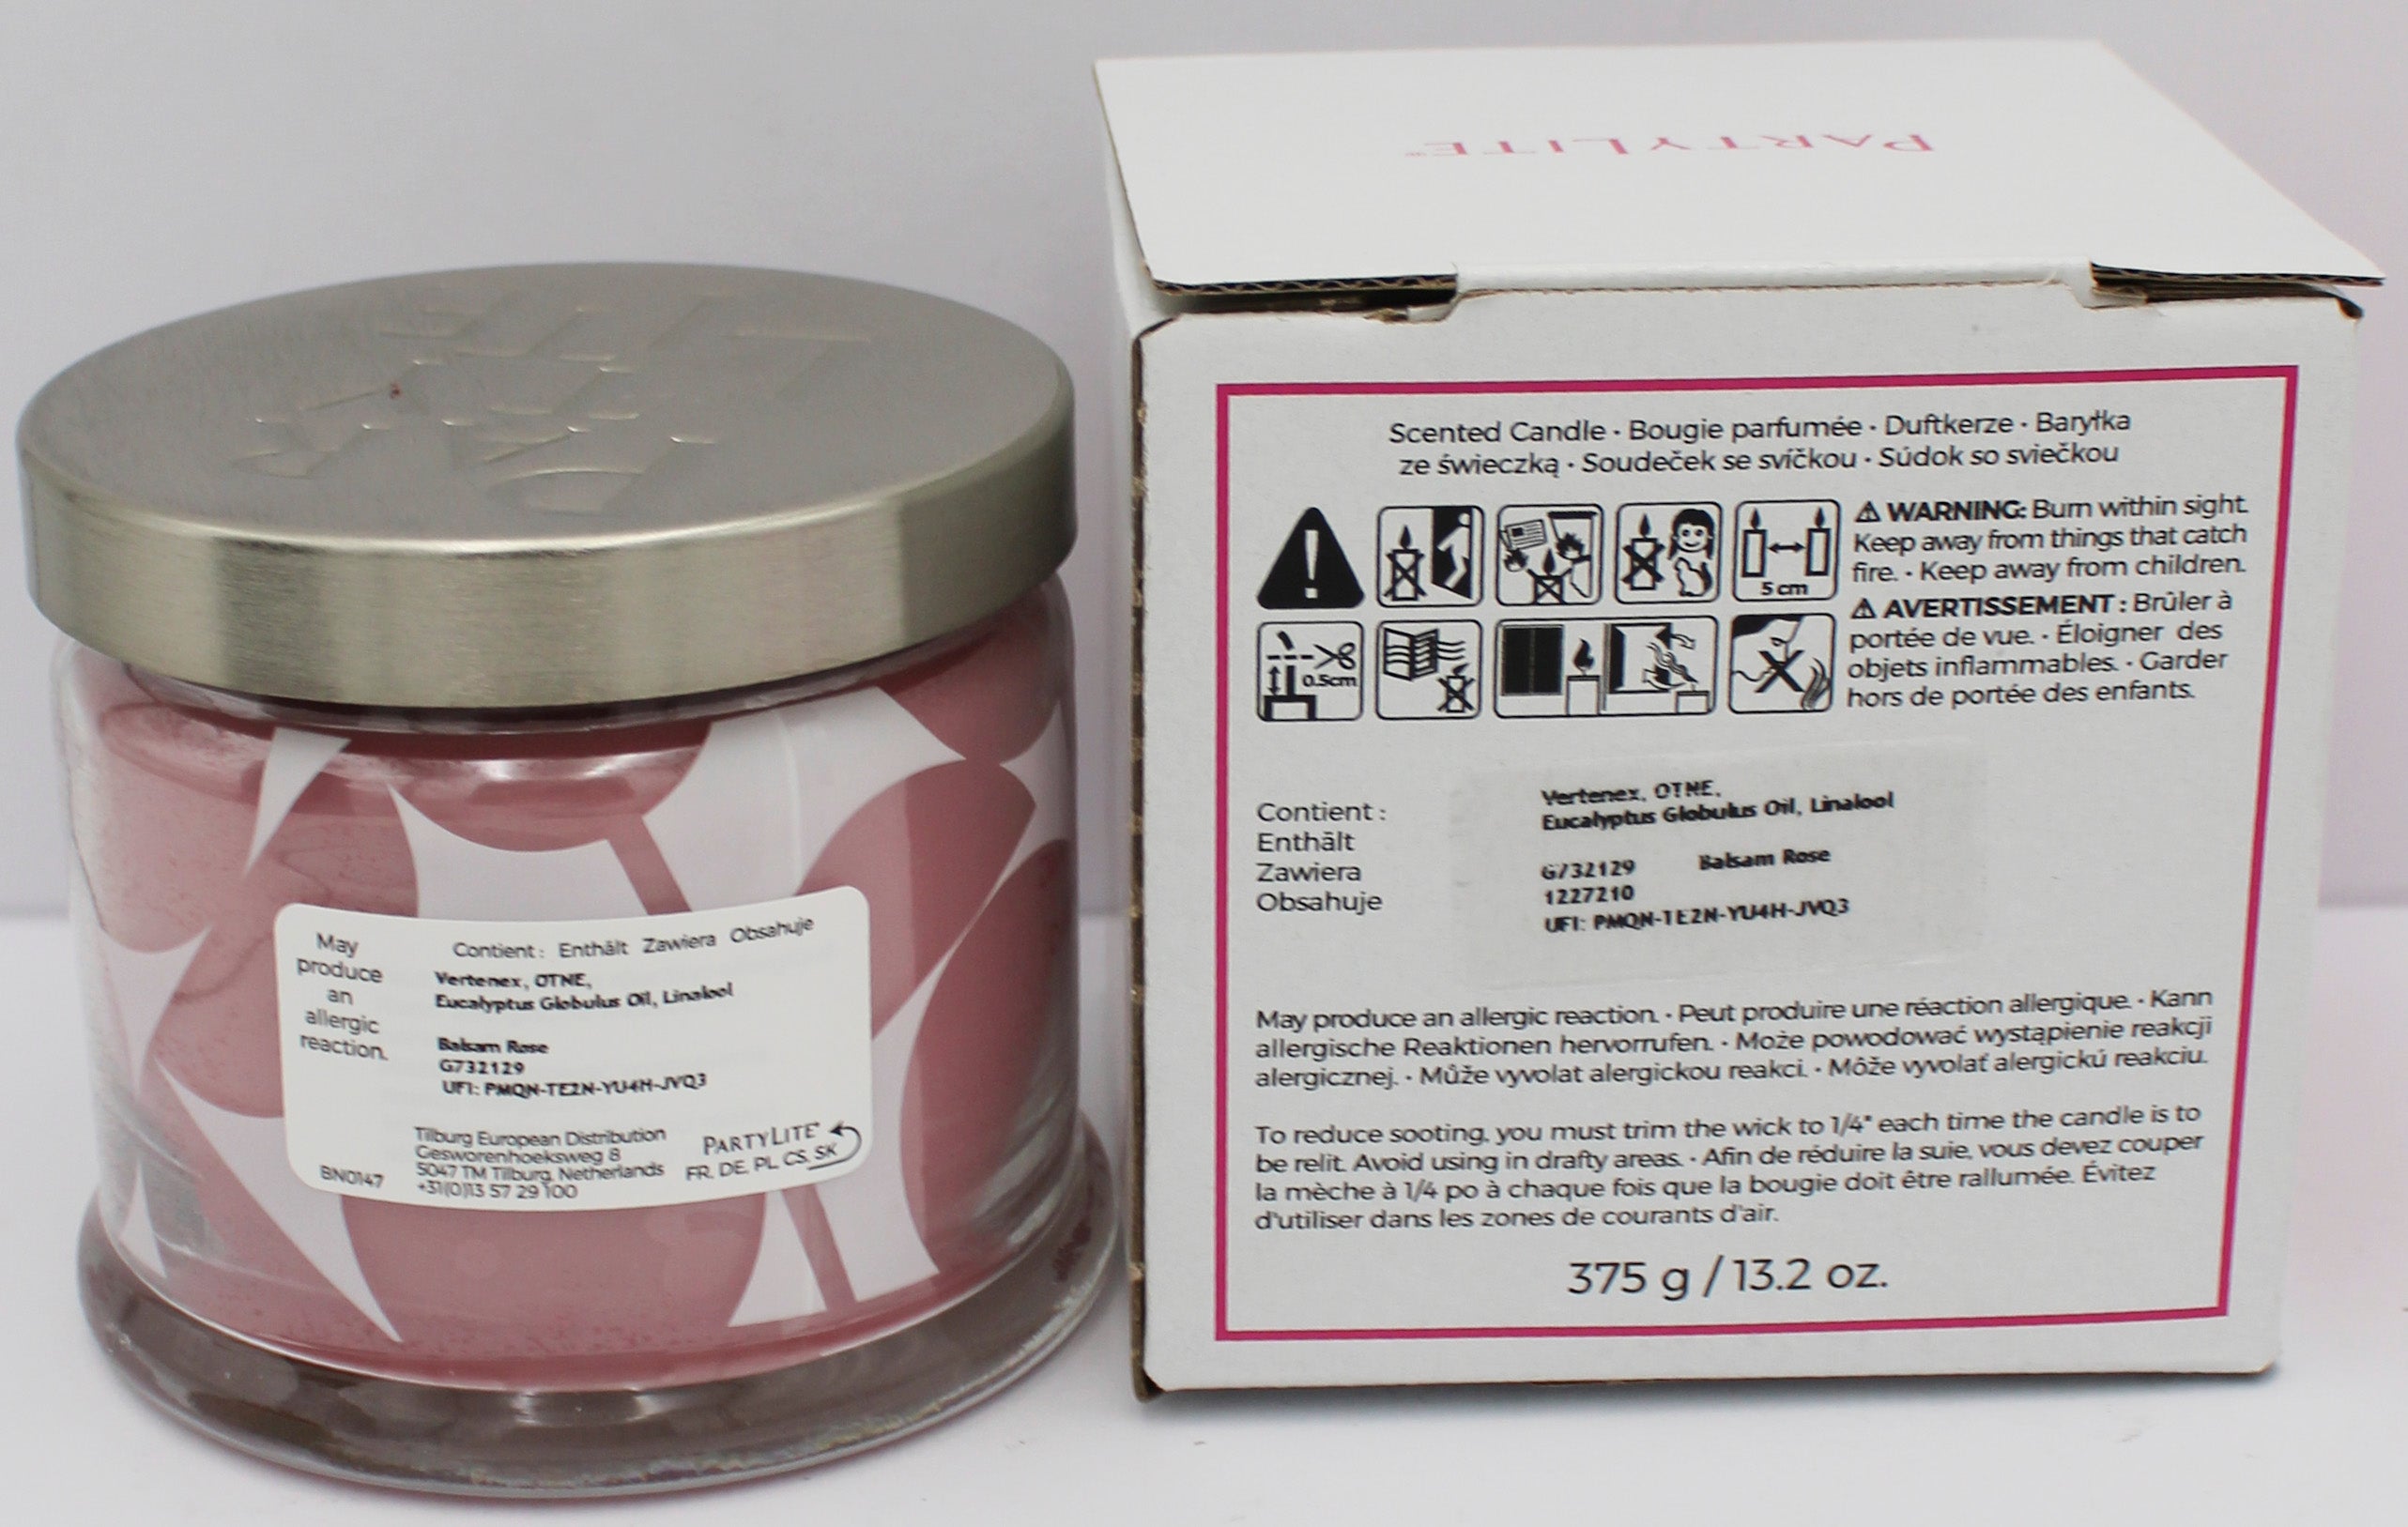 PARTYLITE®
Scented Candle · Bougie parfumée · Duftkerze · Baryłka
ze świeczką · Soudeček se svíčkou · Súdok so sviečkou
5 cm
0.5cm
⚠ WARNING: Burn within sight.
Keep away from things that catch
fire. · Keep away from children.
⚠ AVERTISSEMENT : Brûler à
portée de vue. · Éloigner des
objets inflammables. · Garder
hors de portée des enfants.
Contient :
Enthält
Zawiera
Obsahuje
Vertenex, OTNE,
Eucalyptus Globulus Oil, Linalool
G732129 Balsam Rose
1227210
UFI: PMQN-TE2N-YU4H-JVQ3
May produce an allergic reaction. · Peut produire une réaction allergique. · Kann
allergische Reaktionen hervorrufen. · Może powodować wystąpienie reakcji
alergicznej. · Může vyvolat alergickou reakci. · Môže vyvolať alergickú reakciu.
To reduce sooting, you must trim the wick to 1/4" each time the candle is to
be relit. Avoid using in drafty areas. · Afin de réduire la suie, vous devez couper
la mèche à 1/4 po à chaque fois que la bougie doit être rallumée. Évitez
d'utiliser dans les zones de courants d'air.
375 g / 13.2 oz.
May
produce
an
allergic
reaction.
Contient : Enthält Zawiera Obsahuje
Vertenex, OTNE,
Eucalyptus Globulus Oil, Linalool
Balsam Rose
G732129
UFI: PMQN-TE2N-YU4H-JVQ3
Tilburg European Distribution
Gesworenhoeksweg 8
5047 TM Tilburg, Netherlands
+31(0)13 57 29 100
BN0147
PARTYLITE®
FR, DE, PL, CS, SK